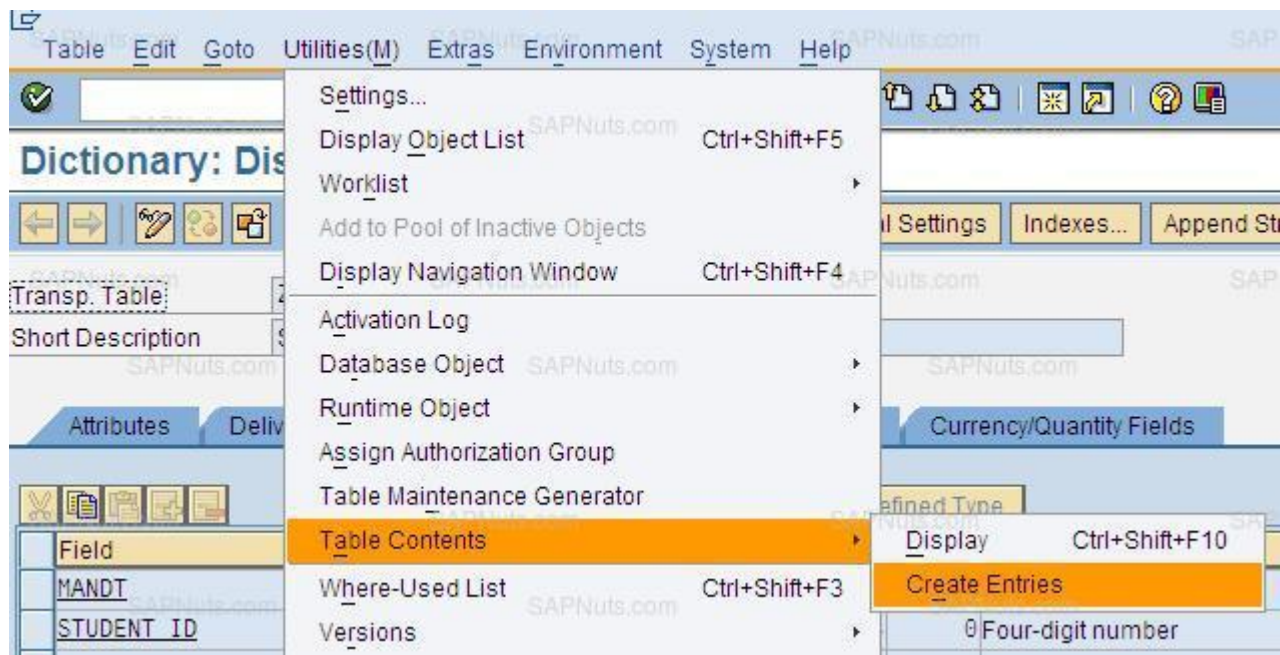 Table Edit Goto Utilities(M) Extras Environment System Help
Settings...
Display Object List Ctrl+Shift+F5
Dictionary: Dis
Worklist
Add to Pool of Inactive Objects
l Settings Indexes... Append Str
Display Navigation Window Ctrl+Shift+F4
Transp. Table
Activation Log
Short Description
Database Object
Runtime Object
Attributes Deliv Currency/Quantity Fields
Assign Authorization Group
Table Maintenance Generator
efined Type
Field
Table Contents
Display Ctrl+Shift+F10
MANDT
Where-Used List Ctrl+Shift+F3
Create Entries
STUDENT_ID
Versions
0 Four-digit number
SAPNuts.com